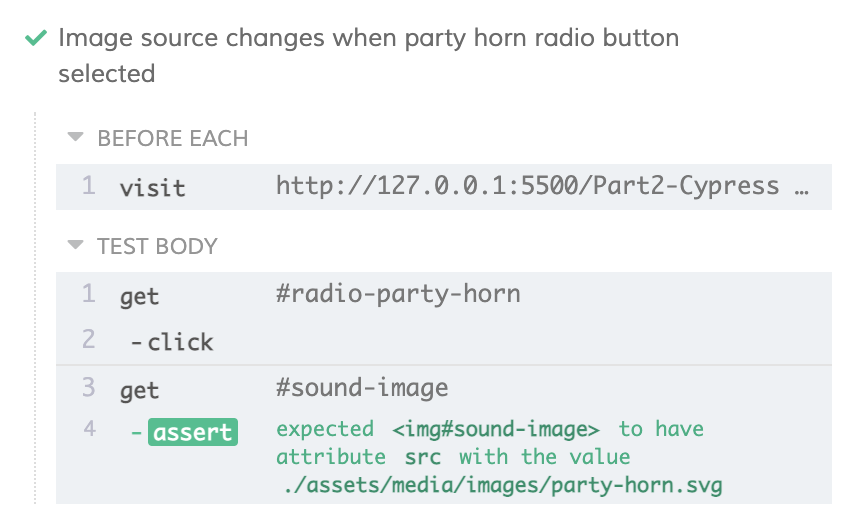 Image source changes when party horn radio button
selected
BEFORE EACH
1 visit http://127.0.0.1:5500/Part2-Cypress …
TEST BODY
1 get #radio-party-horn
2 -click
3 get #sound-image
4 -assert expected <img#sound-image> to have
attribute src with the value
./assets/media/images/party-horn.svg